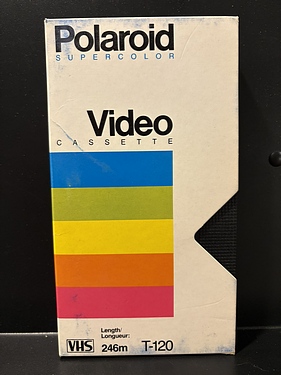 Polaroid
SUPERCOLOR
Video
CASSETTE
Length/
Longueur:
VHS 246m T-120